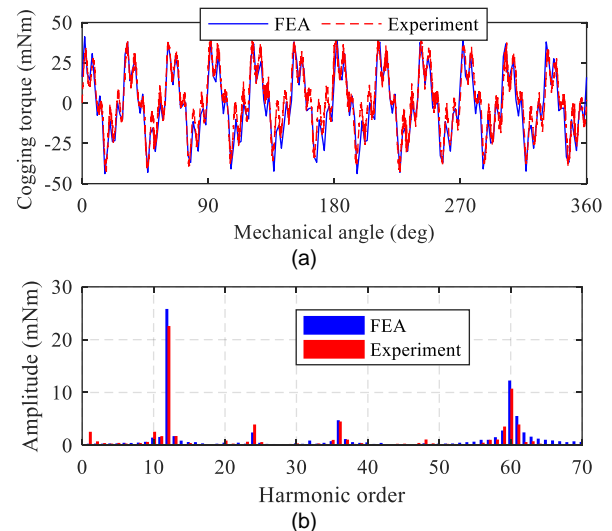 FEA Experiment
Cogging torque (mNm)
50
25
0
-25
-50
0 90 180 270 360
Mechanical angle (deg)
(a)
Amplitude (mNm)
30
20
10
0
FEA
Experiment
0 10 20 30 40 50 60 70
Harmonic order
(b)